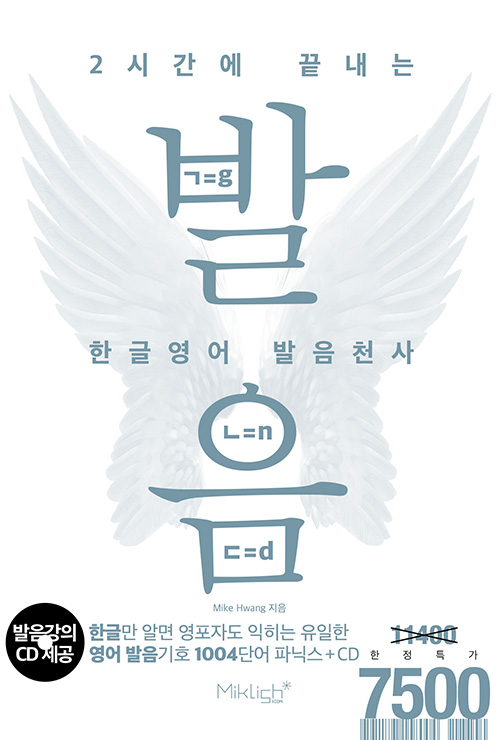 2시간에 끝내는
발
ㄱ=g
한글영어 발음천사
음
ㄴ=n
ㄷ=d
Mike Hwang 지음
발음강의
CD 제공
한글만 알면 영포자도 익히는 유일한
영어 발음기호 1004단어 파닉스+CD
11400
한정특가
7500
Miklish*
.COM